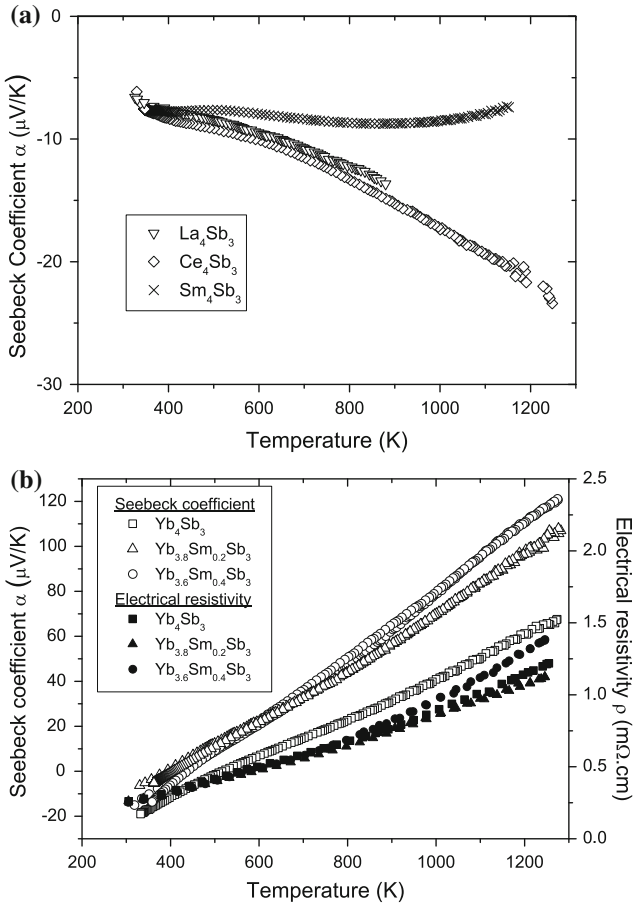 (a)
0
-10
-20
-30
Seebeck Coefficient α (μV/K)
La4Sb3
Ce4Sb3
Sm4Sb3
200 400 600 800 1000 1200
Temperature (K)
(b)
120
100
80
60
40
20
0
-20
Seebeck coefficient α (μV/K)
Seebeck coefficient
Yb4Sb3
Yb3.8Sm0.2Sb3
Yb3.6Sm0.4Sb3
Electrical resistivity
Yb4Sb3
Yb3.8Sm0.2Sb3
Yb3.6Sm0.4Sb3
2.5
2.0
1.5
1.0
0.5
0.0
Electrical resistivity ρ (mΩ.cm)
200 400 600 800 1000 1200
Temperature (K)